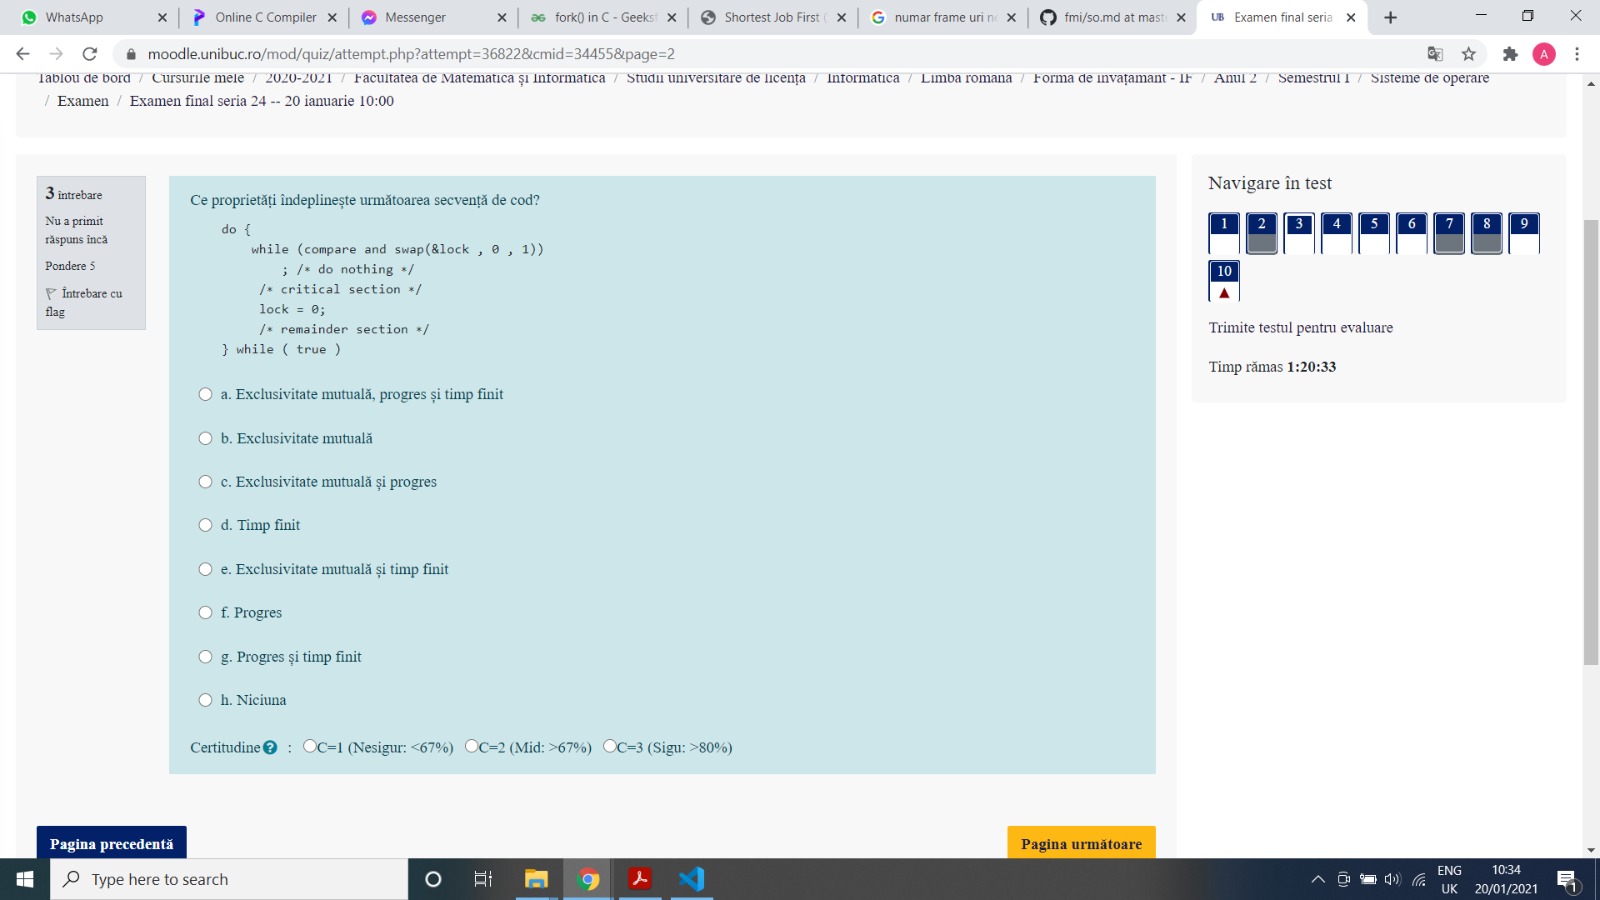 WhatsApp
Online C Compiler
Messenger
fork() in C - Geeks
Shortest Job First (
numar frame uri n
fmi/so.md at mast
UB Examen final seria
moodle.unibuc.ro/mod/quiz/attempt.php?attempt=36822&cmid=34455&page=2
A
Tablou de bord / Cursurile mele / 2020-2021 / Facultatea de Matematică și Informatică / Studii universitare de licență / Informatică / Limba română / Forma de învățământ - IF / Anul 2 / Semestrul I / Sisteme de operare
/ Examen / Examen final seria 24 -- 20 ianuarie 10:00
3 întrebare
Nu a primit
răspuns încă
Pondere 5
Întrebare cu
flag
Ce proprietăți îndeplinește următoarea secvență de cod?
do {
while (compare and swap(&lock , 0 , 1))
; /* do nothing */
/* critical section */
lock = 0;
/* remainder section */
} while ( true )
a. Exclusivitate mutuală, progres și timp finit
b. Exclusivitate mutuală
c. Exclusivitate mutuală și progres
d. Timp finit
e. Exclusivitate mutuală și timp finit
f. Progres
g. Progres și timp finit
h. Niciuna
Certitudine ? : C=1 (Nesigur: <67%) C=2 (Mid: >67%) C=3 (Sigu: >80%)
Pagina precedentă
Pagina următoare
Navigare în test
1 2 3 4 5 6 7 8 9
10
Trimite testul pentru evaluare
Timp rămas 1:20:33
Type here to search
ENG
UK
10:34
20/01/2021
1